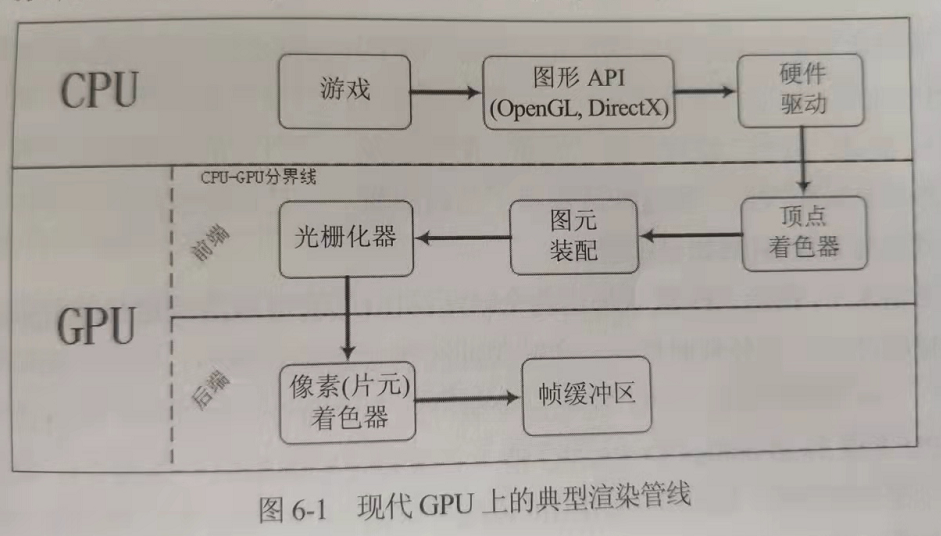 CPU
游戏
图形 API
(OpenGL, DirectX)
硬件
驱动
CPU-GPU分界线
GPU
前端
光栅化器
图元
装配
顶点
着色器
后端
像素(片元)
着色器
帧缓冲区
图 6-1 现代 GPU 上的典型渲染管线